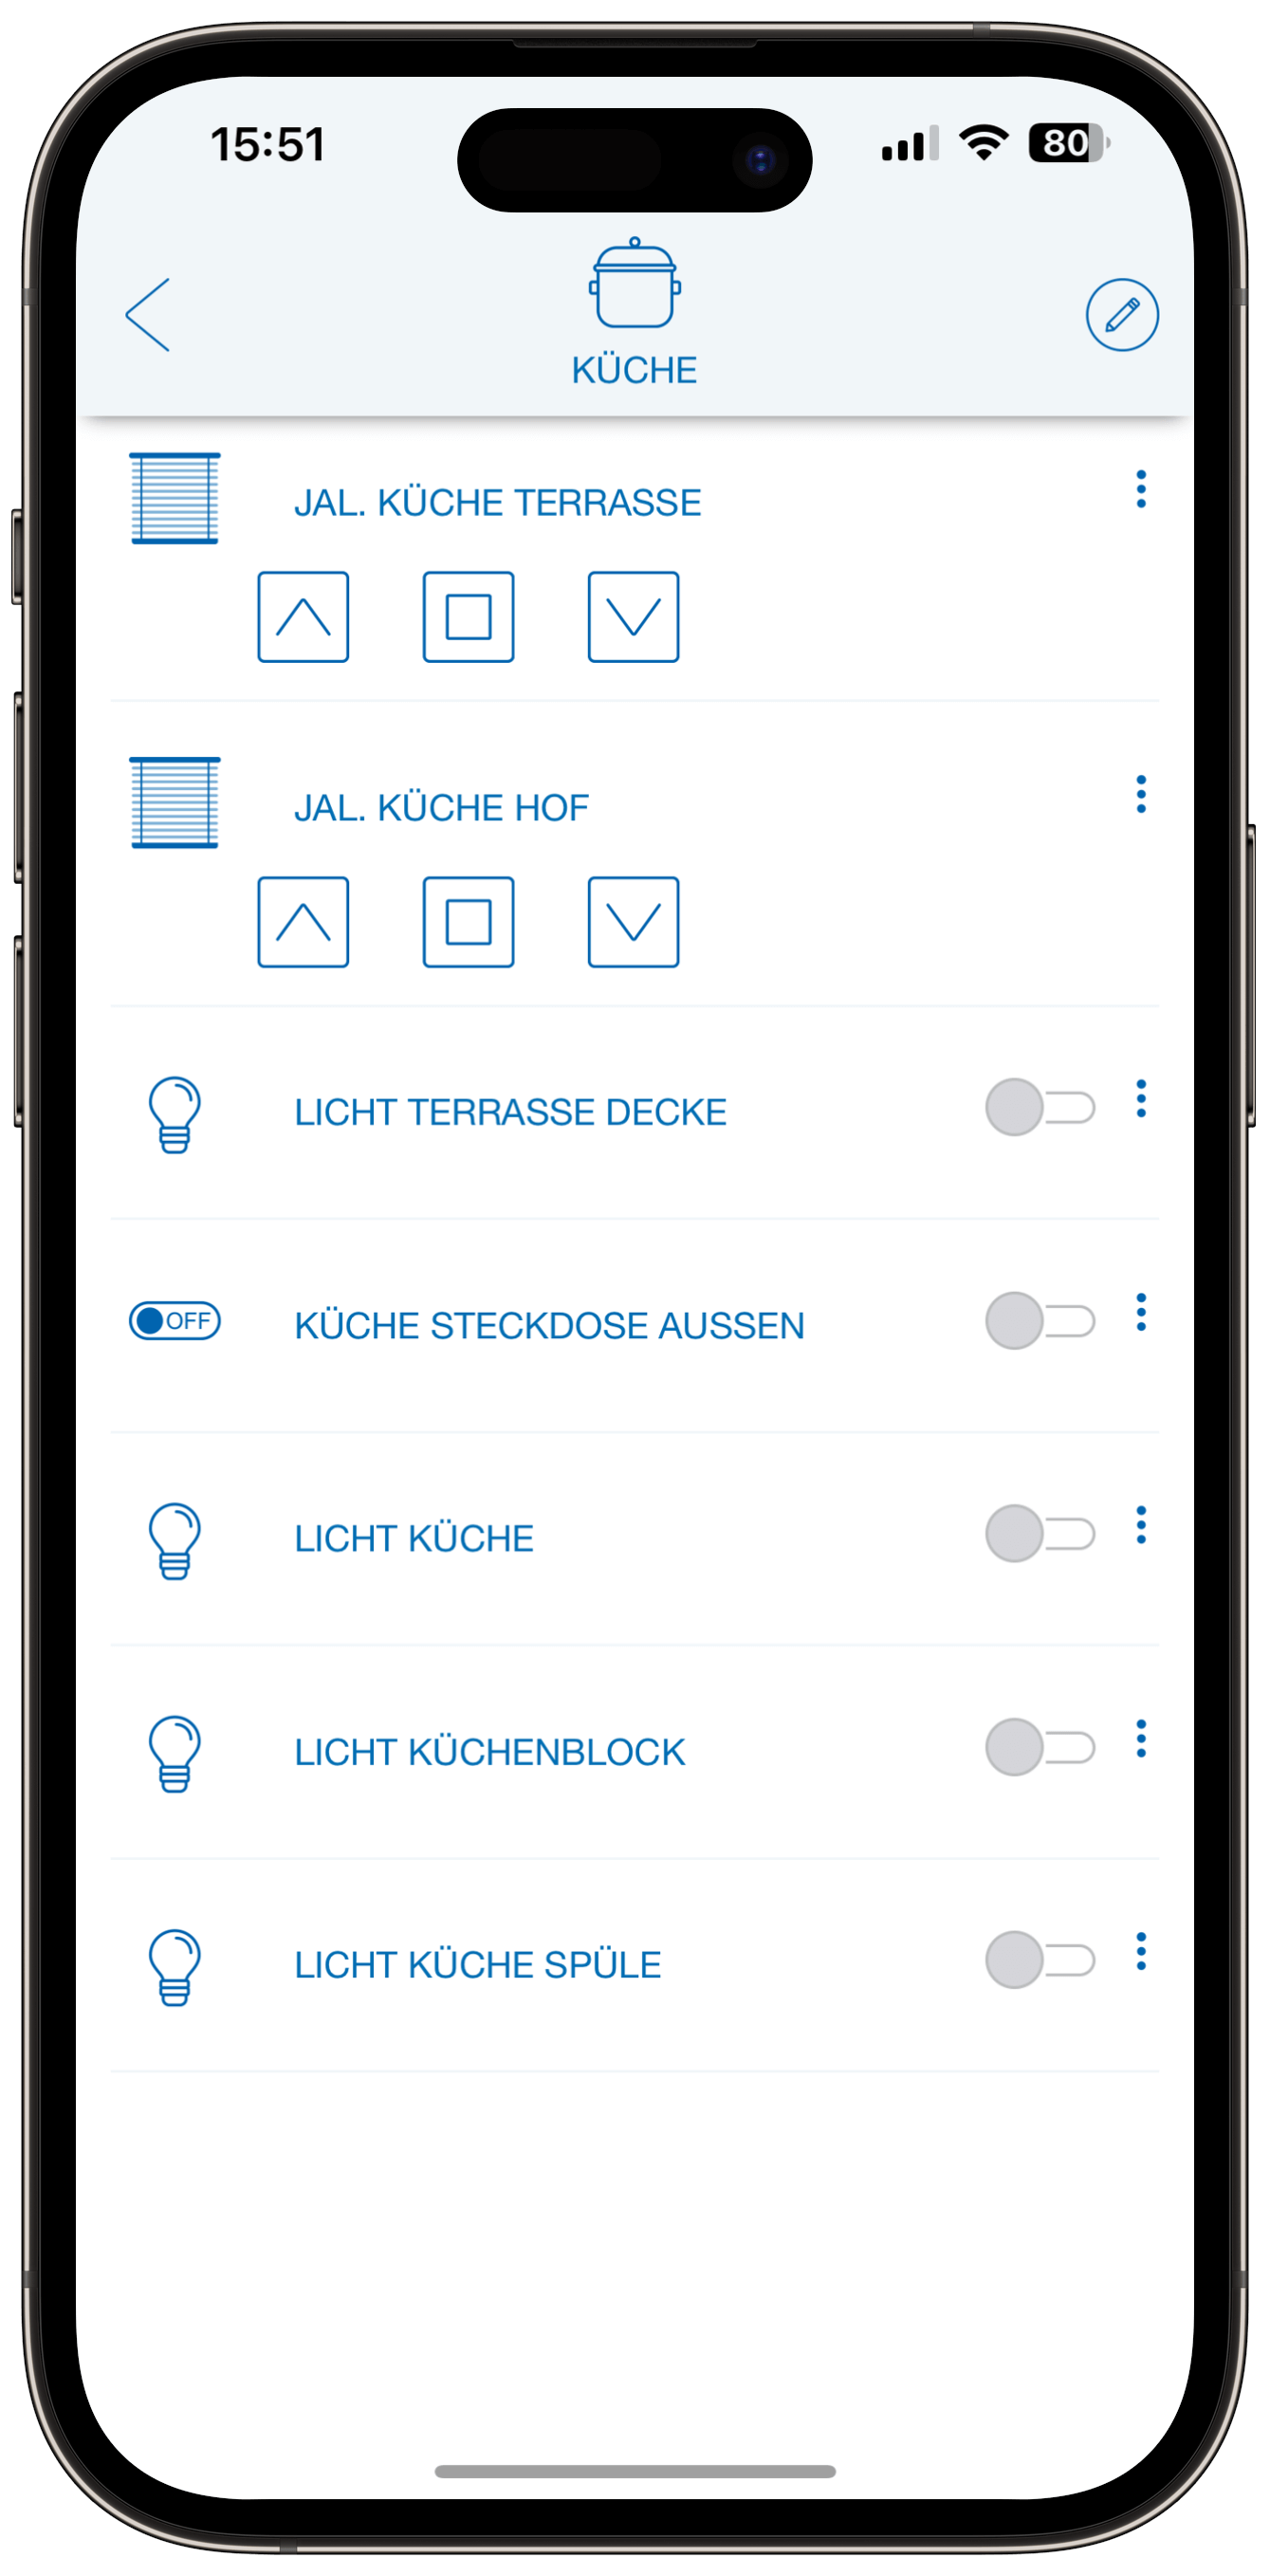 15:51
80
KÜCHE
JAL. KÜCHE TERRASSE
JAL. KÜCHE HOF
LICHT TERRASSE DECKE
OFF
KÜCHE STECKDOSE AUSSEN
LICHT KÜCHE
LICHT KÜCHENBLOCK
LICHT KÜCHE SPÜLE